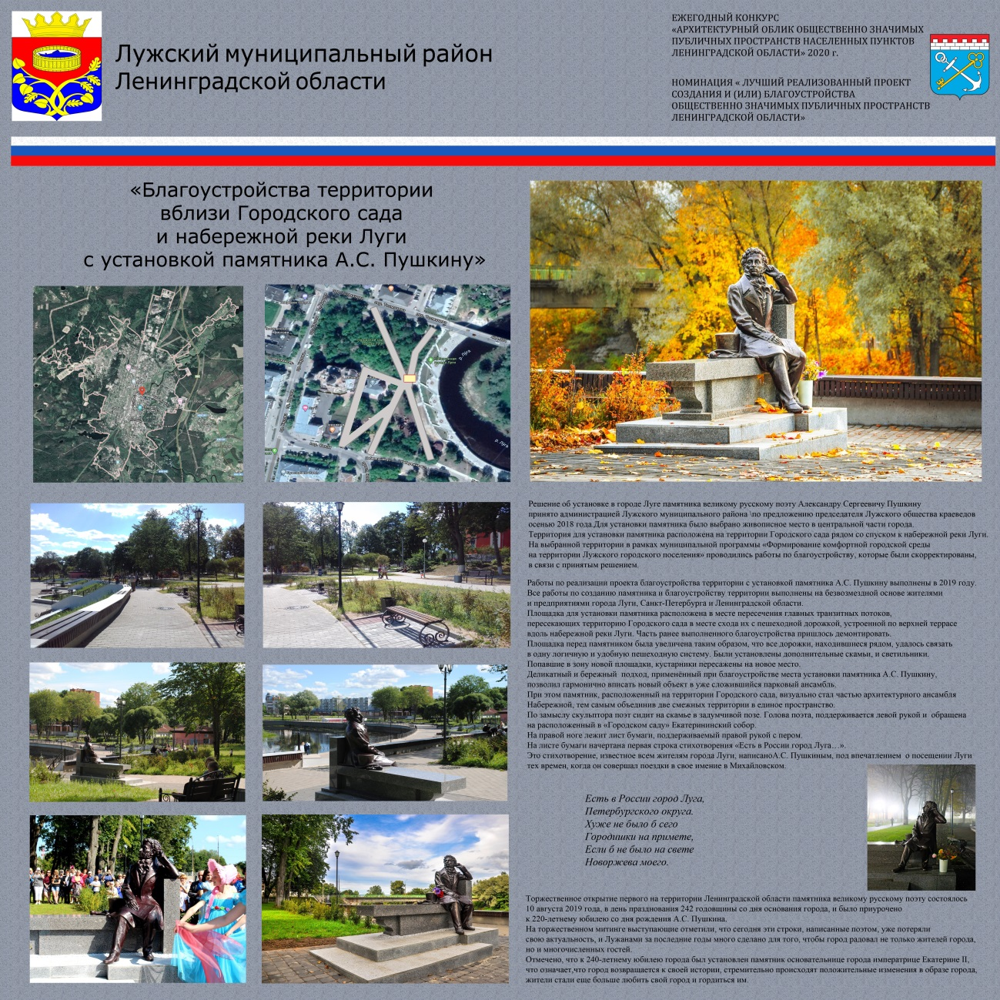 Лужский муниципальный район
Ленинградской области
ЕЖЕГОДНЫЙ КОНКУРС
«АРХИТЕКТУРНЫЙ ОБЛИК ОБЩЕСТВЕННО ЗНАЧИМЫХ
ПУБЛИЧНЫХ ПРОСТРАНСТВ НАСЕЛЕННЫХ ПУНКТОВ
ЛЕНИНГРАДСКОЙ ОБЛАСТИ» 2020 г.
НОМИНАЦИЯ « ЛУЧШИЙ РЕАЛИЗОВАННЫЙ ПРОЕКТ
СОЗДАНИЯ И (ИЛИ) БЛАГОУСТРОЙСТВА
ОБЩЕСТВЕННО ЗНАЧИМЫХ ПУБЛИЧНЫХ ПРОСТРАНСТВ
ЛЕНИНГРАДСКОЙ ОБЛАСТИ»
«Благоустройства территории
вблизи Городского сада
и набережной реки Луги
с установкой памятника А.С. Пушкину»
р. Луга
р. Луга
Решение об установке в городе Луге памятника великому русскому поэту Александру Сергеевичу Пушкину
принято администрацией Лужского муниципального района \по предложению председателя Лужского общества краеведов
осенью 2018 года.Для установки памятника было выбрано живописное место в центральной части города.
Территория для установки памятника расположена на территории Городского сада рядом со спуском к набережной реки Луги.
На выбранной территории в рамках муниципальной программы «Формирование комфортной городской среды
на территории Лужского городского поселения» проводились работы по благоустройству, которые были скорректированы,
в связи с принятым решением.
Работы по реализации проекта благоустройства территории с установкой памятника А.С. Пушкину выполнены в 2019 году.
Все работы по созданию памятника и благоустройству территории выполнены на безвозмездной основе жителями
и предприятиями города Луги, Санкт-Петербурга и Ленинградской области.
Площадка для установки памятника расположена в месте пересечения главных транзитных потоков,
пересекающих территорию Городского сада в месте схода их с пешеходной дорожкой, устроенной по верхней террасе
вдоль набережной реки Луги. Часть ранее выполненного благоустройства пришлось демонтировать.
Площадка перед памятником была увеличена таким образом, что все дорожки, находившиеся рядом, удалось связать
в одну логичную и удобную пешеходную систему. Были установлены дополнительные скамьи, и светильники.
Попавшие в зону новой площадки, кустарники пересажены на новое место.
Деликатный и бережный подход, применённый при благоустройстве места установки памятника А.С. Пушкину,
позволил гармонично вписать новый объект в уже сложившийся парковый ансамбль.
При этом памятник, расположенный на территории Городского сада, визуально стал частью архитектурного ансамбля
Набережной, тем самым объединив две смежных территории в единое пространство.
По замыслу скульптора поэт сидит на скамье в задумчивой позе. Голова поэта, поддерживается левой рукой и обращена
на расположенный в «Городском саду» Екатерининский собор.
На правой ноге лежит лист бумаги, поддерживаемый правой рукой с пером.
На листе бумаги начертана первая строка стихотворения «Есть в России город Луга…».
Это стихотворение, известное всем жителям города Луги, написаноА.С. Пушкиным, под впечатлением о посещении Луги
тех времен, когда он совершал поездки в свое имение в Михайловском.
Есть в России город Луга,
Петербургского округа.
Хуже не было б сего
Городишки на примете,
Если б не было на свете
Новоржева моего.
Торжественное открытие первого на территории Ленинградской области памятника великому русскому поэту состоялось
10 августа 2019 года, в день празднования 242 годовщины со дня основания города, и было приурочено
к 220-летнему юбилею со дня рождения А.С. Пушкина.
На торжественном митинге выступающие отметили, что сегодня эти строки, написанные поэтом, уже потеряли
свою актуальность, и Лужанами за последние годы много сделано для того, чтобы город радовал не только жителей города,
но и многочисленных гостей.
Отмечено, что к 240-летнему юбилею города был установлен памятник основательнице города императрице Екатерине II,
что означает,что город возвращается к своей истории, стремительно происходят положительные изменения в образе города,
жители стали еще больше любить свой город и гордиться им.